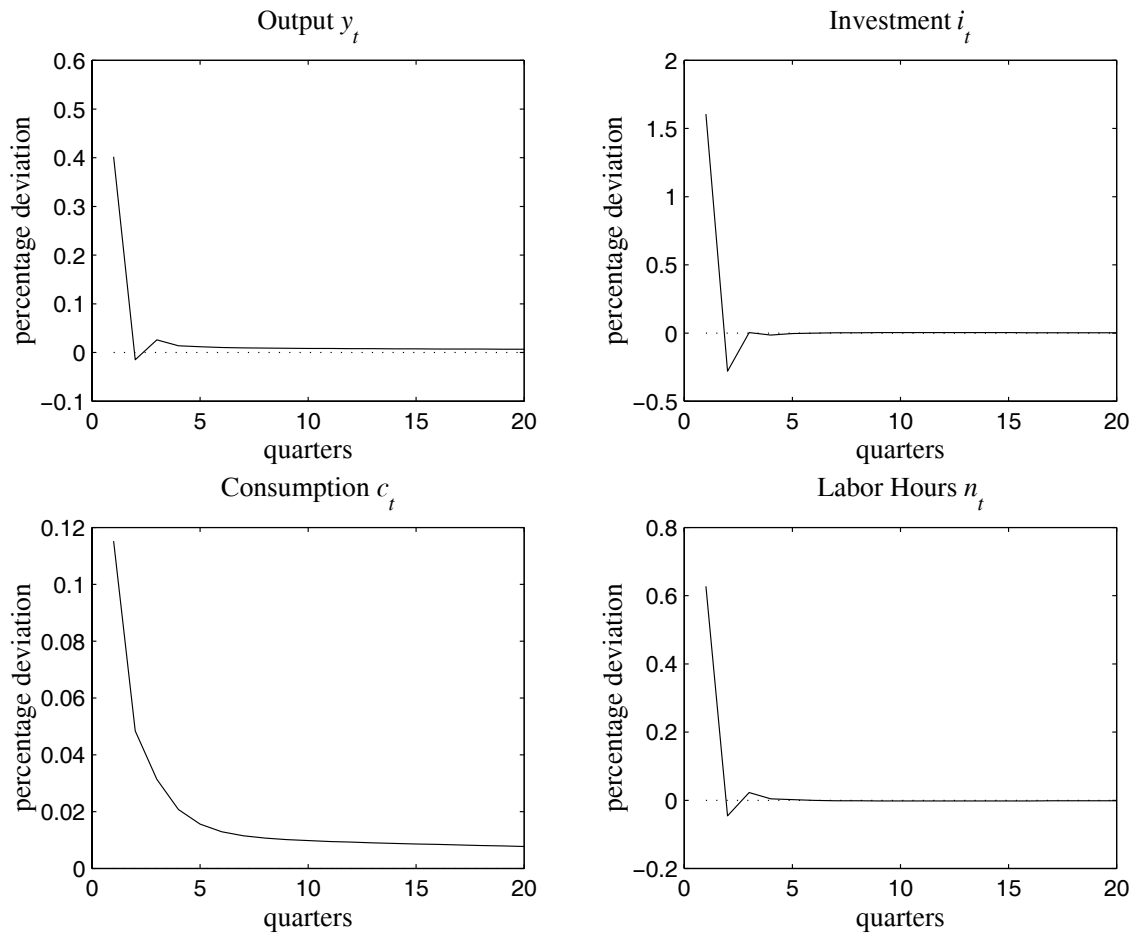 Output y_t
percentage deviation
0.6
0.5
0.4
0.3
0.2
0.1
0
−0.1
0 5 10 15 20
quarters
Investment i_t
percentage deviation
2
1.5
1
0.5
0
−0.5
0 5 10 15 20
quarters
Consumption c_t
percentage deviation
0.12
0.1
0.08
0.06
0.04
0.02
0
0 5 10 15 20
quarters
Labor Hours n_t
percentage deviation
0.8
0.6
0.4
0.2
0
−0.2
0 5 10 15 20
quarters